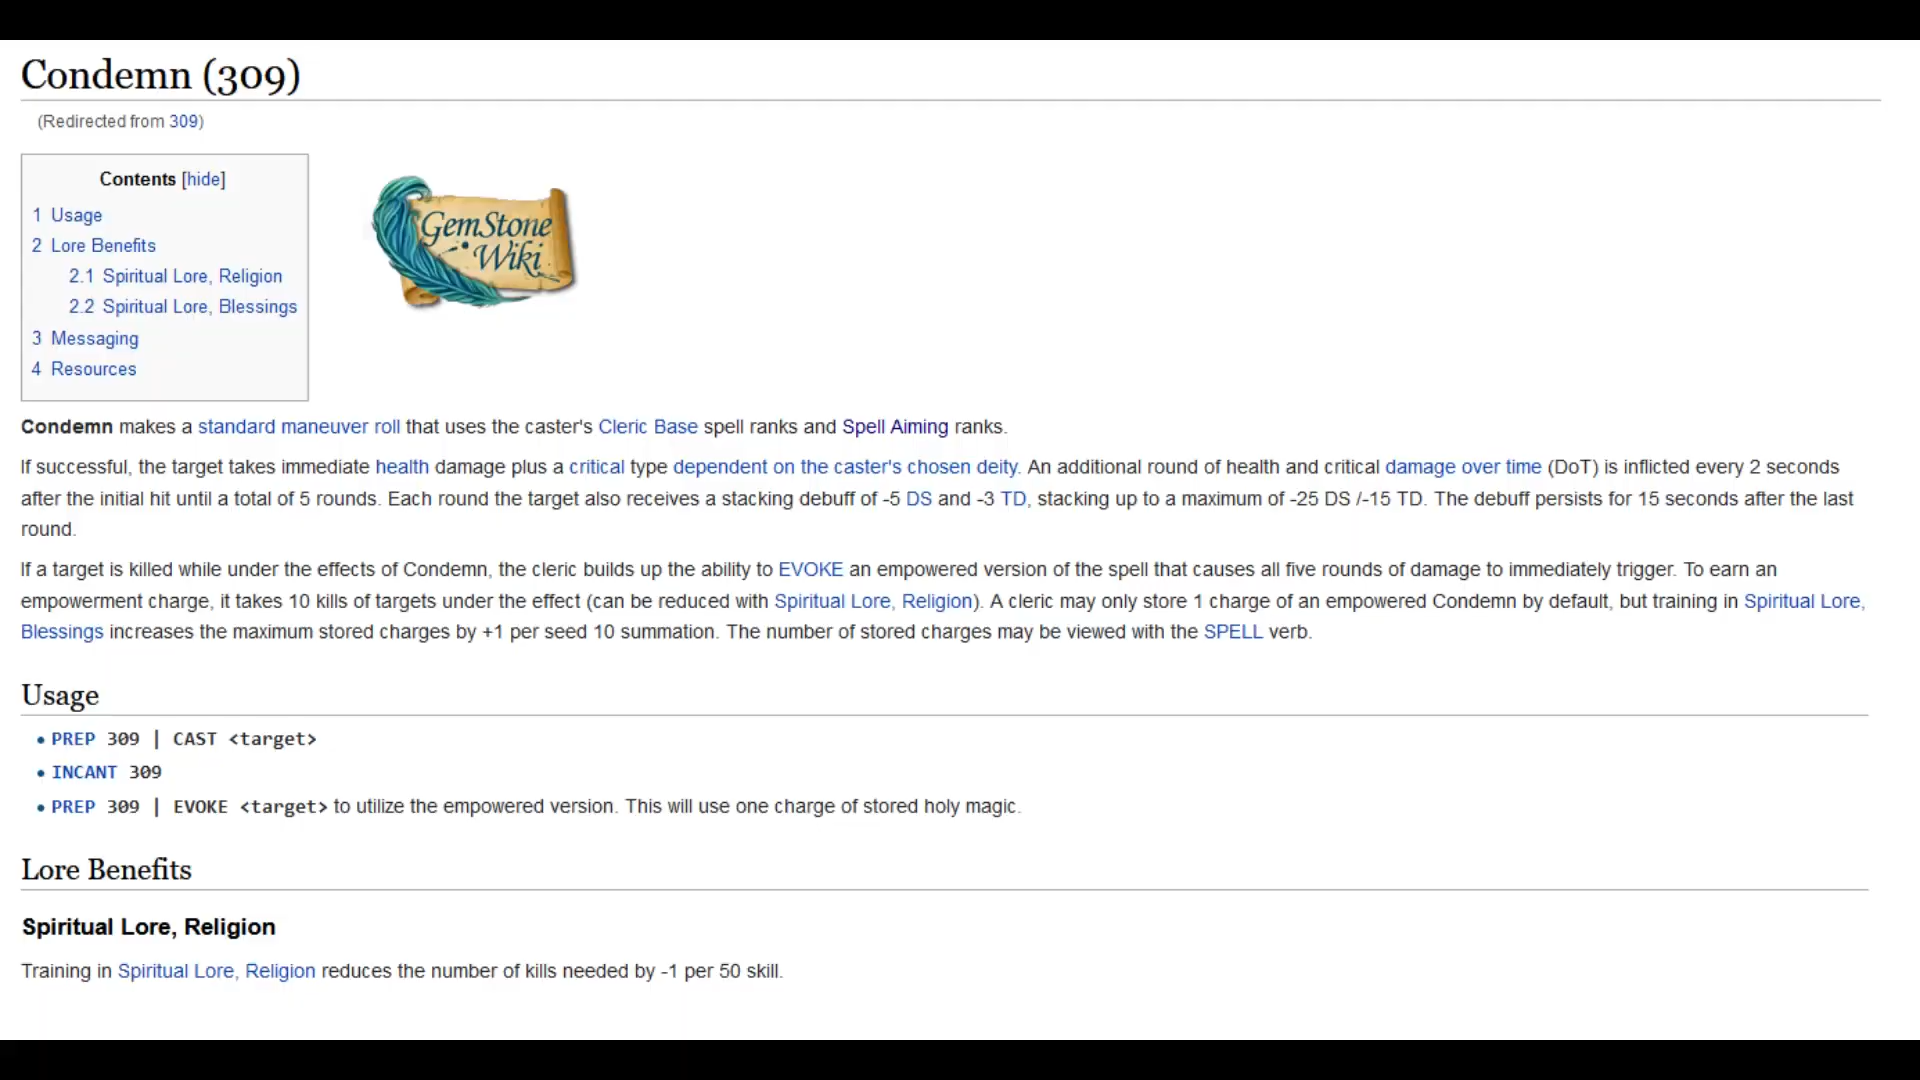 Condemn (309)
(Redirected from 309)
Contents [hide]
1 Usage
2 Lore Benefits
2.1 Spiritual Lore, Religion
2.2 Spiritual Lore, Blessings
3 Messaging
4 Resources
GemStone
Wiki
Condemn makes a standard maneuver roll that uses the caster's Cleric Base spell ranks and Spell Aiming ranks.
If successful, the target takes immediate health damage plus a critical type dependent on the caster's chosen deity. An additional round of health and critical damage over time (DoT) is inflicted every 2 seconds
after the initial hit until a total of 5 rounds. Each round the target also receives a stacking debuff of -5 DS and -3 TD, stacking up to a maximum of -25 DS /-15 TD. The debuff persists for 15 seconds after the last
round.
If a target is killed while under the effects of Condemn, the cleric builds up the ability to EVOKE an empowered version of the spell that causes all five rounds of damage to immediately trigger. To earn an
empowerment charge, it takes 10 kills of targets under the effect (can be reduced with Spiritual Lore, Religion). A cleric may only store 1 charge of an empowered Condemn by default, but training in Spiritual Lore,
Blessings increases the maximum stored charges by +1 per seed 10 summation. The number of stored charges may be viewed with the SPELL verb.
Usage
• PREP 309 | CAST <target>
• INCANT 309
• PREP 309 | EVOKE <target> to utilize the empowered version. This will use one charge of stored holy magic.
Lore Benefits
Spiritual Lore, Religion
Training in Spiritual Lore, Religion reduces the number of kills needed by -1 per 50 skill.